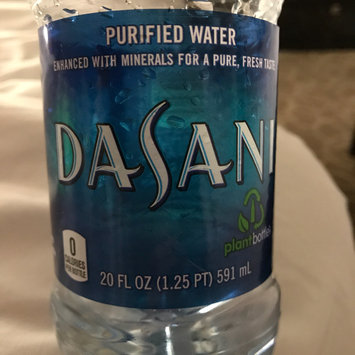 PURIFIED WATER
ENHANCED WITH MINERALS FOR A PURE, FRESH TASTE
DASANI
plantbottle
0
CALORIES
PER BOTTLE
20 FL OZ (1.25 PT) 591 mL